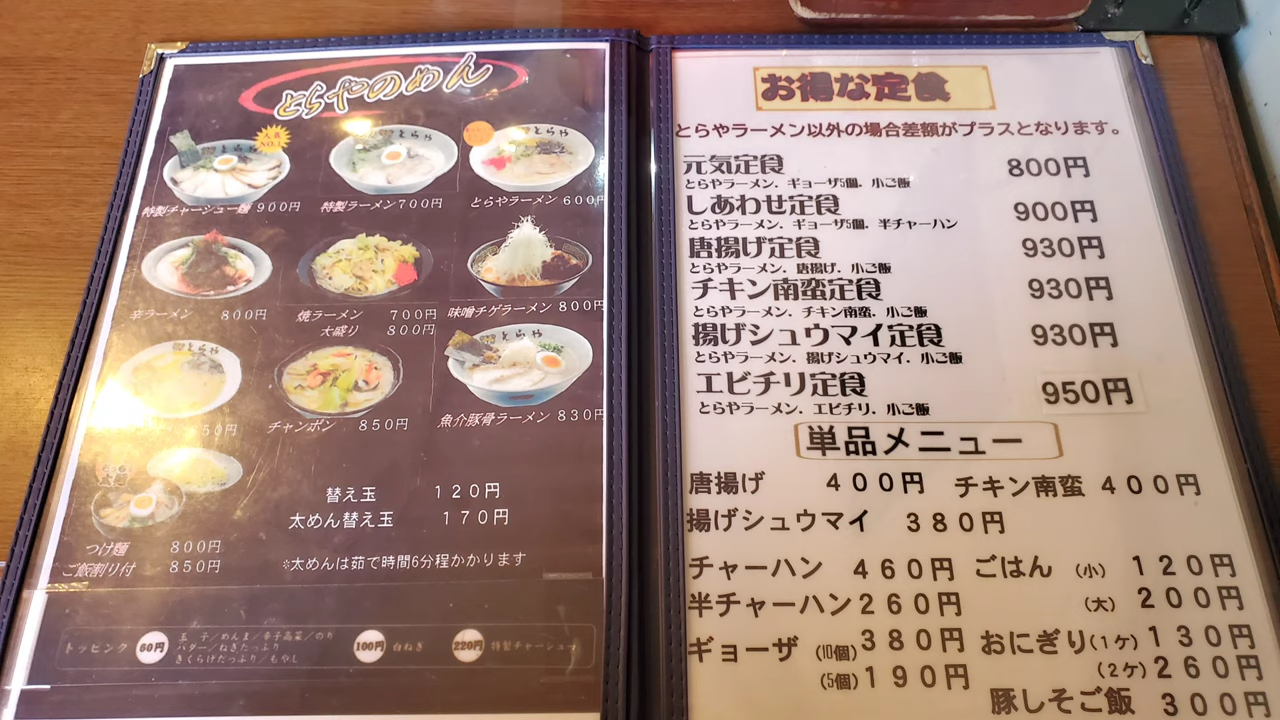 とらやのめん
人気 NO.1
とらや
とらや
とらや
特製チャーシュー麺 900円
特製ラーメン 700円
とらやラーメン 600円
辛ラーメン 800円
焼ラーメン 700円
大盛り 800円
味噌チゲラーメン 800円
とらや
とらや
50円
チャンポン 850円
魚介豚骨ラーメン 830円
替え玉 120円
太めん替え玉 170円
つけ麺 800円
ご飯割り付 850円
※太めんは茹で時間6分程かかります
トッピング 60円 玉子／めんま／辛子高菜／のり
バター／ねぎたっぷり
きくらげたっぷり／もやし
100円 白ねぎ
220円 特製チャーシュー
お得な定食
とらやラーメン以外の場合差額がプラスとなります。
元気定食 800円
とらやラーメン、ギョーザ5個、小ご飯
しあわせ定食 900円
とらやラーメン、ギョーザ5個、半チャーハン
唐揚げ定食 930円
とらやラーメン、唐揚げ、小ご飯
チキン南蛮定食 930円
とらやラーメン、チキン南蛮、小ご飯
揚げシュウマイ定食 930円
とらやラーメン、揚げシュウマイ、小ご飯
エビチリ定食 950円
とらやラーメン、エビチリ、小ご飯
単品メニュー
唐揚げ 400円 チキン南蛮 400円
揚げシュウマイ 380円
チャーハン 460円 ごはん (小) 120円
半チャーハン 260円 (大) 200円
ギョーザ (10個) 380円 おにぎり (1ケ) 130円
(5個) 190円 (2ケ) 260円
豚しそご飯 300円